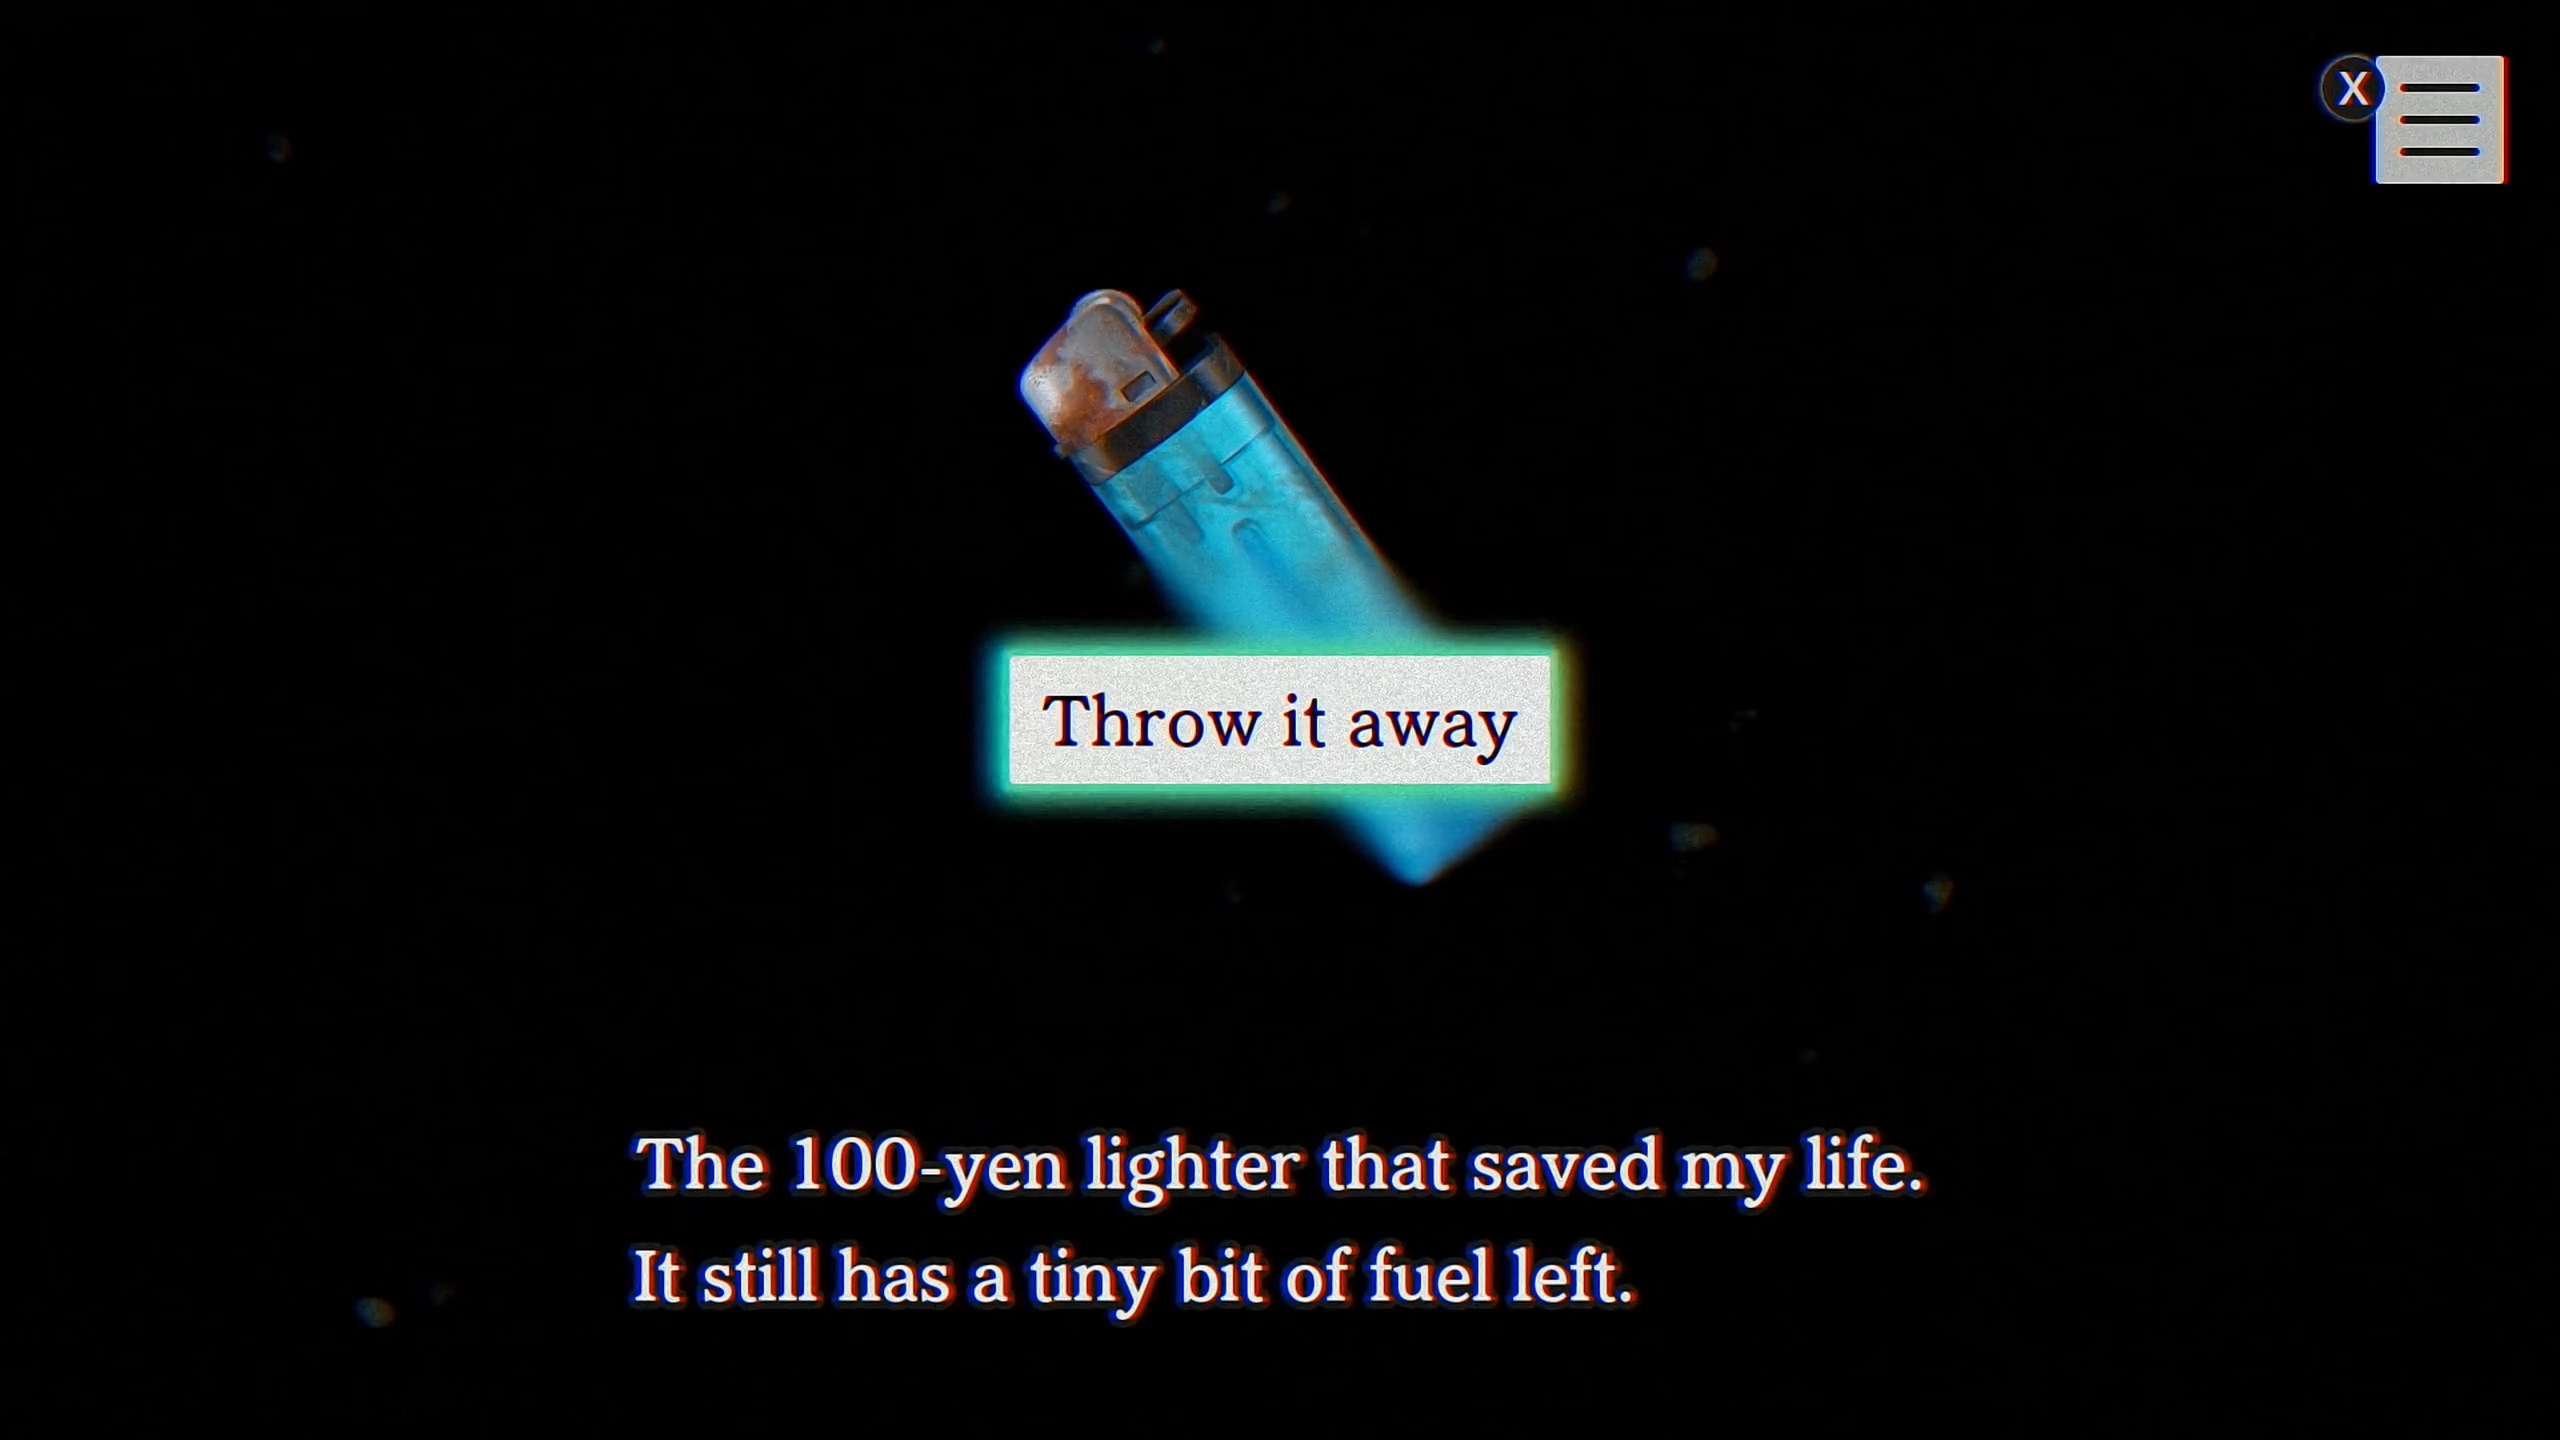 X
Throw it away
The 100-yen lighter that saved my life.
It still has a tiny bit of fuel left.